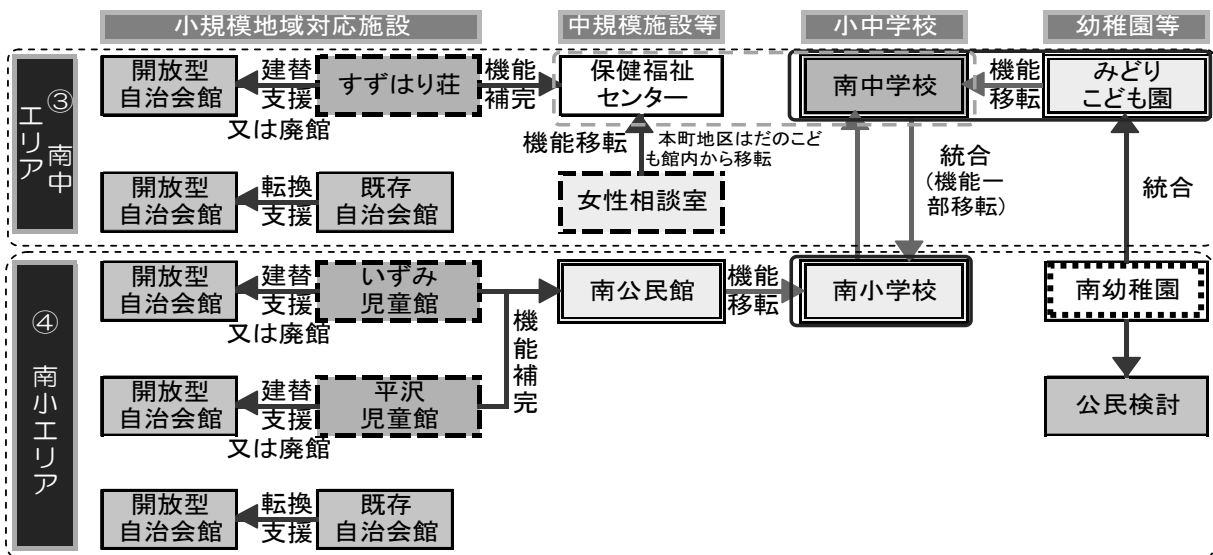 小規模地域対応施設
中規模施設等
小中学校
幼稚園等
③ 南中
エリア
開放型
自治会館
建替
支援
又は廃館
すずはり荘
機能
補完
保健福祉
センター
南中学校
機能
移転
みどり
こども園
機能移転
本町地区はだのこど
も館内から移転
女性相談室
統合
(機能一
部移転)
統合
開放型
自治会館
転換
支援
既存
自治会館
④ 南小エリア
開放型
自治会館
建替
支援
又は廃館
いずみ
児童館
機能補完
南公民館
機能
移転
南小学校
南幼稚園
開放型
自治会館
建替
支援
又は廃館
平沢
児童館
公民検討
開放型
自治会館
転換
支援
既存
自治会館